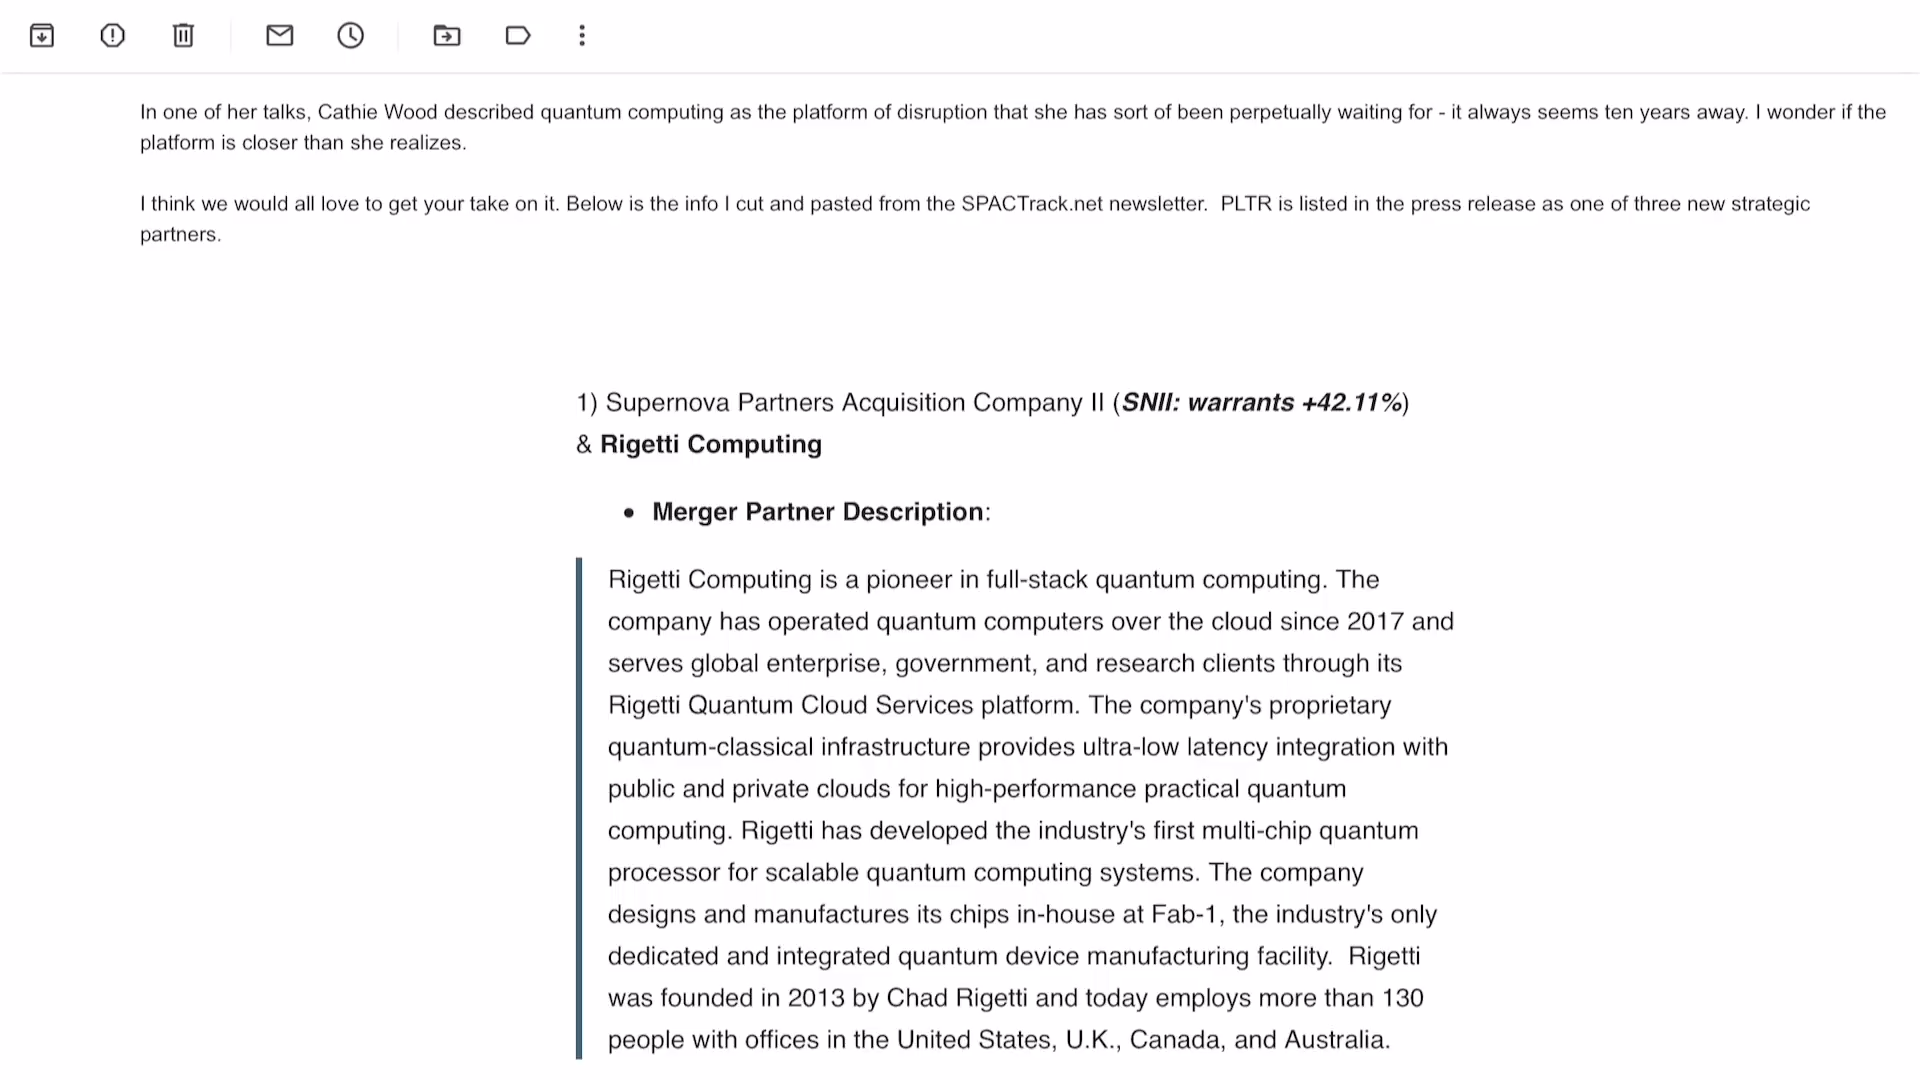 In one of her talks, Cathie Wood described quantum computing as the platform of disruption that she has sort of been perpetually waiting for - it always seems ten years away. I wonder if the
platform is closer than she realizes.
I think we would all love to get your take on it. Below is the info I cut and pasted from the SPACTrack.net newsletter.  PLTR is listed in the press release as one of three new strategic
partners.
1) Supernova Partners Acquisition Company II (SNII: warrants +42.11%)
& Rigetti Computing
• Merger Partner Description:
Rigetti Computing is a pioneer in full-stack quantum computing. The
company has operated quantum computers over the cloud since 2017 and
serves global enterprise, government, and research clients through its
Rigetti Quantum Cloud Services platform. The company's proprietary
quantum-classical infrastructure provides ultra-low latency integration with
public and private clouds for high-performance practical quantum
computing. Rigetti has developed the industry's first multi-chip quantum
processor for scalable quantum computing systems. The company
designs and manufactures its chips in-house at Fab-1, the industry's only
dedicated and integrated quantum device manufacturing facility.  Rigetti
was founded in 2013 by Chad Rigetti and today employs more than 130
people with offices in the United States, U.K., Canada, and Australia.